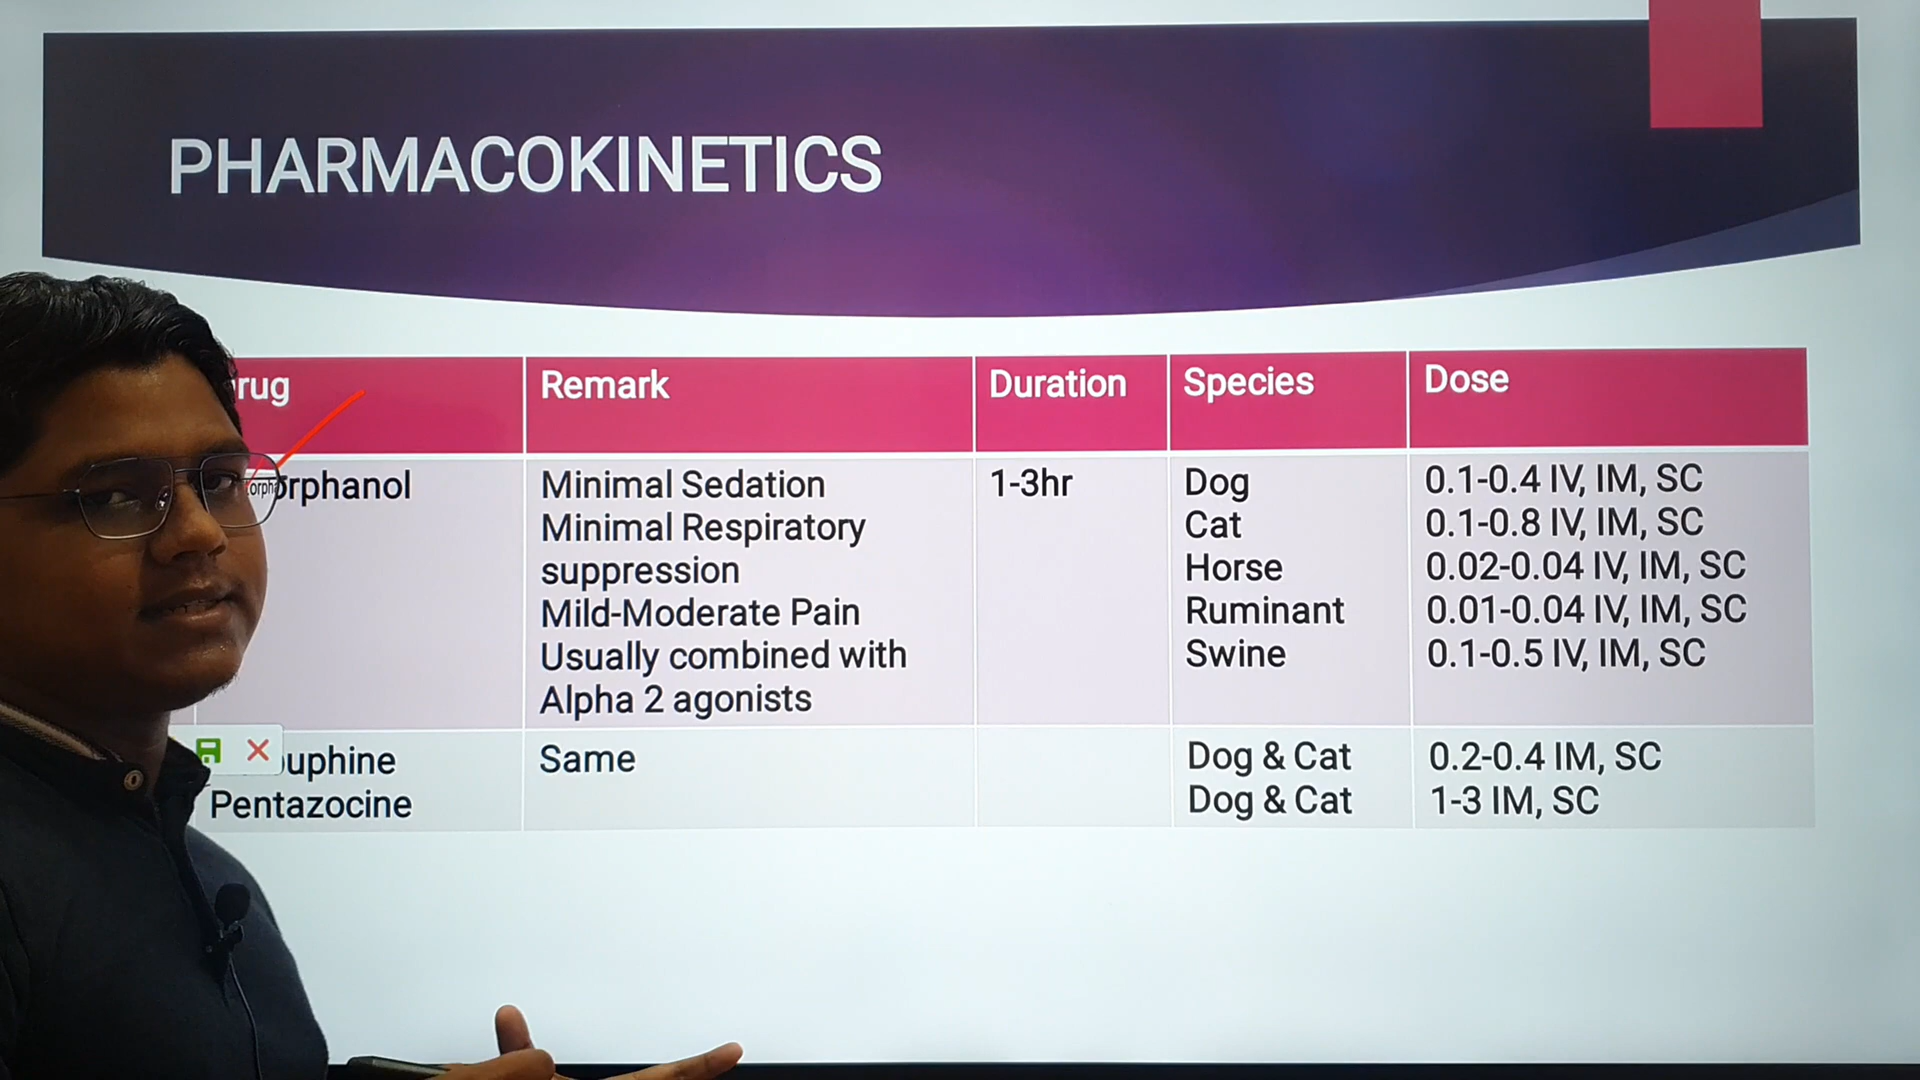 PHARMACOKINETICS
rug Remark Duration Species Dose
orphanol Minimal Sedation 1-3hr Dog 0.1-0.4 IV, IM, SC
Minimal Respiratory Cat 0.1-0.8 IV, IM, SC
suppression Horse 0.02-0.04 IV, IM, SC
Mild-Moderate Pain Ruminant 0.01-0.04 IV, IM, SC
Usually combined with Swine 0.1-0.5 IV, IM, SC
Alpha 2 agonists
uphine Same Dog & Cat 0.2-0.4 IM, SC
Pentazocine Dog & Cat 1-3 IM, SC